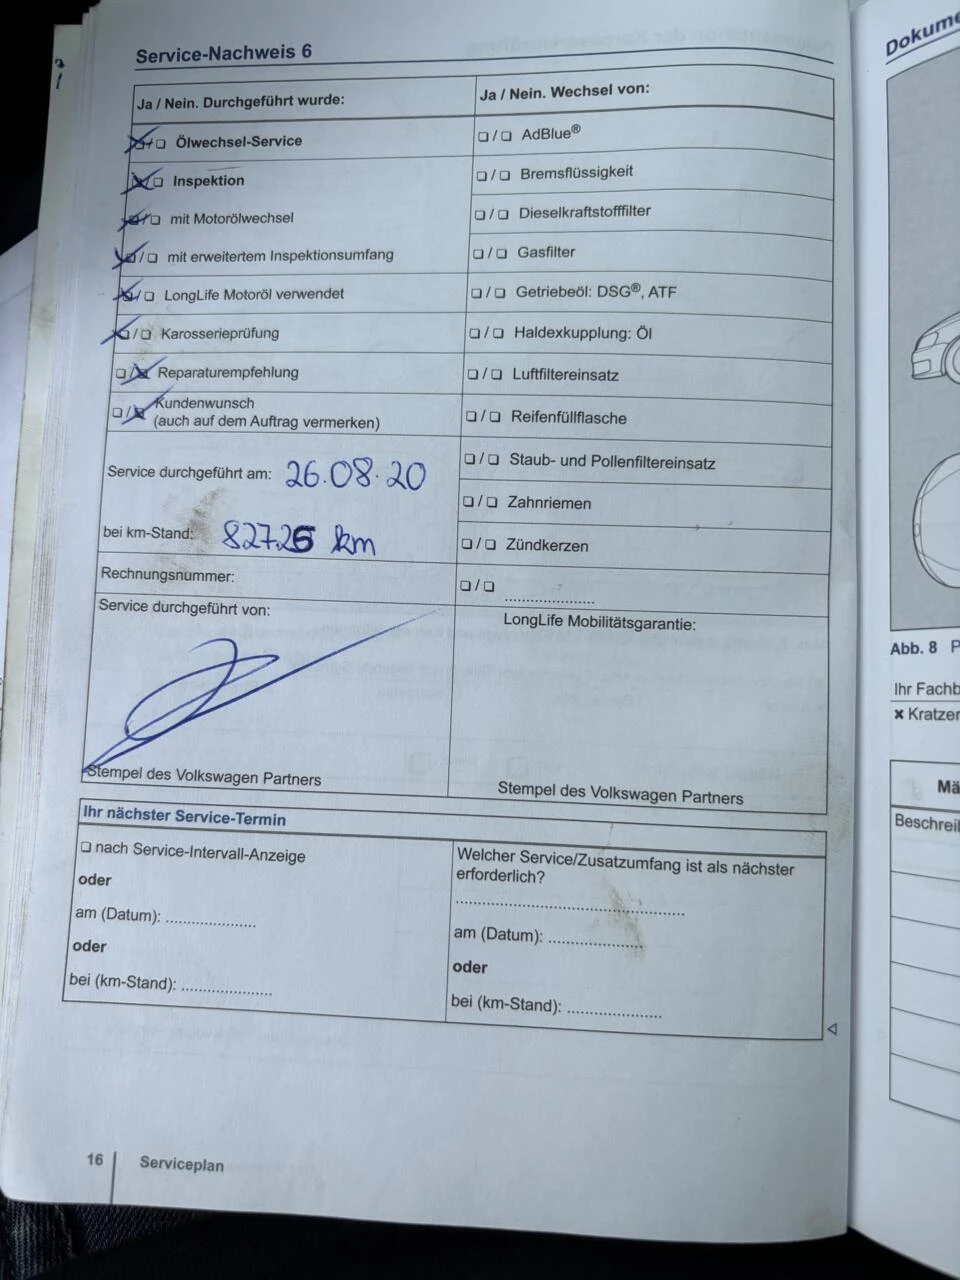 Service-Nachweis 6
Ja / Nein. Durchgeführt wurde:
❏/❏ Ölwechsel-Service
❏/❏ Inspektion
❏/❏ mit Motorölwechsel
❏/❏ mit erweitertem Inspektionsumfang
❏/❏ LongLife Motoröl verwendet
❏/❏ Karosserieprüfung
❏/❏ Reparaturempfehlung
❏/❏ Kundenwunsch
(auch auf dem Auftrag vermerken)
Service durchgeführt am: 26.08.20
bei km-Stand: 82726 km
Rechnungsnummer:
Service durchgeführt von:
Stempel des Volkswagen Partners
Ja / Nein. Wechsel von:
❏/❏ AdBlue®
❏/❏ Bremsflüssigkeit
❏/❏ Dieselkraftstofffilter
❏/❏ Gasfilter
❏/❏ Getriebeöl: DSG®, ATF
❏/❏ Haldexkupplung: Öl
❏/❏ Luftfiltereinsatz
❏/❏ Reifenfüllflasche
❏/❏ Staub- und Pollenfiltereinsatz
❏/❏ Zahnriemen
❏/❏ Zündkerzen
❏/❏ .....................
LongLife Mobilitätsgarantie:
Stempel des Volkswagen Partners
Ihr nächster Service-Termin
❏ nach Service-Intervall-Anzeige
oder
am (Datum): .....................
oder
bei (km-Stand): .....................
Welcher Service/Zusatzumfang ist als nächster
erforderlich?
.....................................................
am (Datum): .....................
oder
bei (km-Stand): .....................
16 Serviceplan
Abb. 8
✖ Kratzer